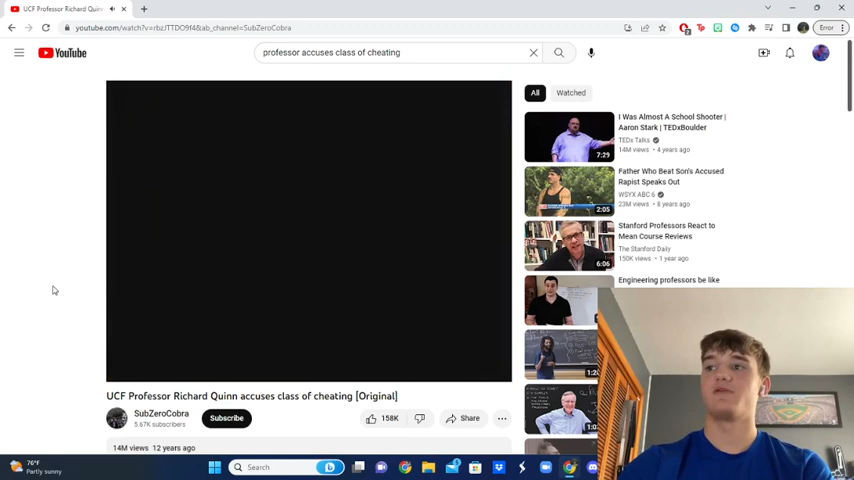 UCF Professor Richard Quinn
youtube.com/watch?v=rbzJTTDO9f4&ab_channel=SubZeroCobra
Error
YouTube
professor accuses class of cheating
All
Watched
I Was Almost A School Shooter |
Aaron Stark | TEDxBoulder
TEDx Talks
14M views • 4 years ago
7:29
Father Who Beat Son's Accused
Rapist Speaks Out
WSYX ABC 6
23M views • 8 years ago
2:05
Stanford Professors React to
Mean Course Reviews
The Stanford Daily
150K views • 1 year ago
6:06
Engineering professors be like
UCF Professor Richard Quinn accuses class of cheating [Original]
SubZeroCobra
5.67K subscribers
Subscribe
158K
Share
14M views 12 years ago
76°F
Partly sunny
Search